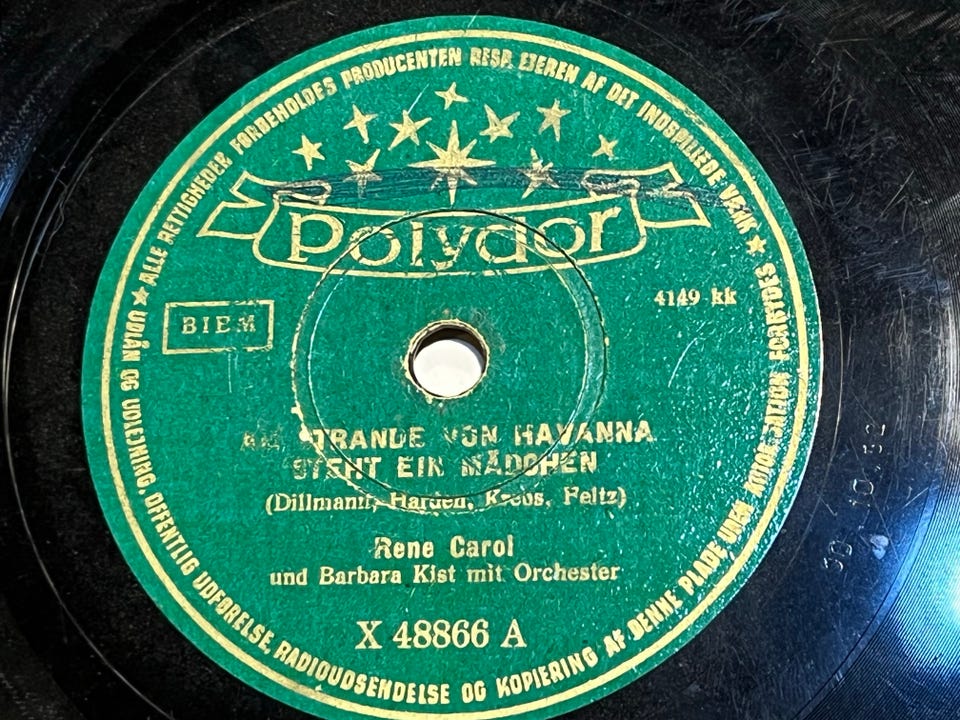 ★ ALLE RETTIGHEDER FORBEHOLDES PRODUCENTEN RESP. EJEREN AF DET INDSPILLEDE VÆRK ★
UDLÅN OG UDLEJNING, OFFENTLIG UDFØRELSE, RADIOUDSENDELSE OG KOPIERING AF DENNE PLADE UDEN AUTORISATION FORBYDES
Polydor
4149 kk
BIEM
AM STRANDE VON HAVANNA
STEHT EIN MÄDCHEN
(Dillmann, Harden, Krebs, Feltz)
Rene Carol
und Barbara Kist mit Orchester
X 48866 A